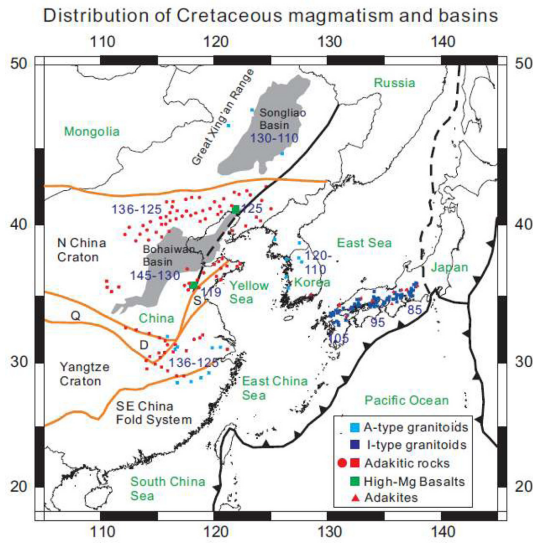 Distribution of Cretaceous magmatism and basins
110
120
130
140
50
50
Russia
Great Xing'an Range
Songliao
Basin
130-110
Mongolia
136-125
125
40
40
N China
Craton
Bohaiwan Basin
145-130
120-
110
East Sea
Korea
Japan
119
S
Yellow
Sea
Q
China
D
85
95
105
136-125
30
30
Yangtze
Craton
East China
Sea
SE China
Fold System
Pacific Ocean
A-type granitoids
I-type granitoids
Adakitic rocks
High-Mg Basalts
Adakites
South China
Sea
20
20
110
120
130
140